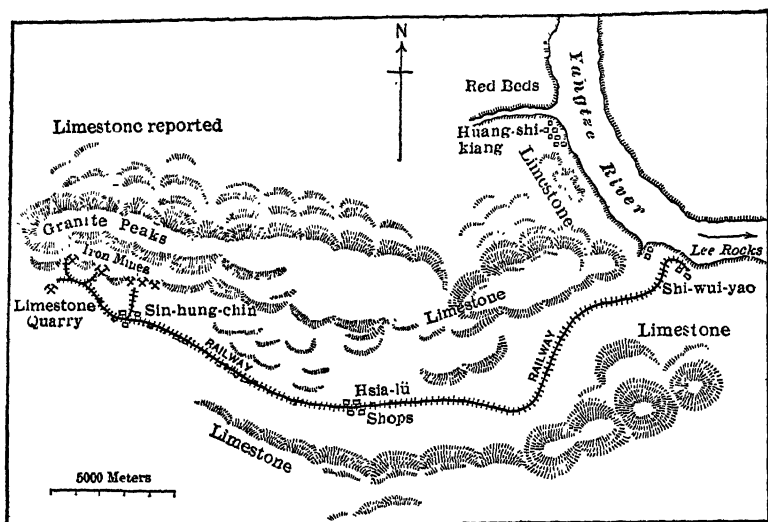 N
Red Beds
Yangtze River
Limestone reported
Huang-shi-
kiang
Limestone
Granite Peaks
Lee Rocks
Iron Mines
Limestone
Quarry
Sin-hung-chin
Limestone
Shi-wui-yao
Limestone
RAILWAY
RAILWAY
Hsia-lü
Shops
Limestone
5000 Meters